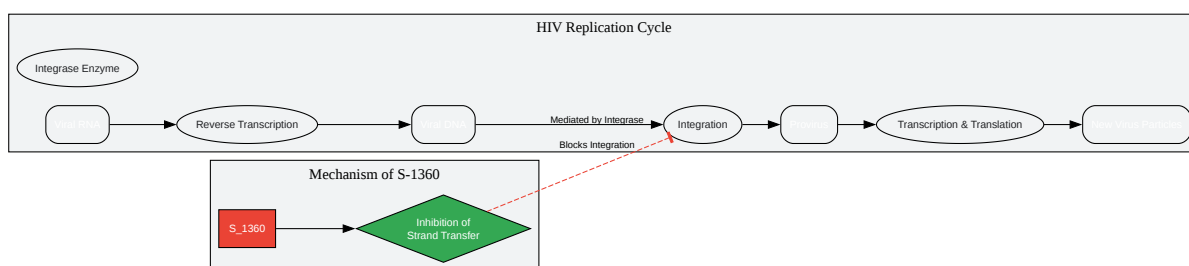 HIV Replication Cycle
Integrase Enzyme
Viral RNA
Reverse Transcription
Viral DNA
Mediated by Integrase
Integration
Provirus
Transcription & Translation
New Virus Particles
Blocks Integration
Mechanism of S-1360
S_1360
Inhibition of
Strand Transfer